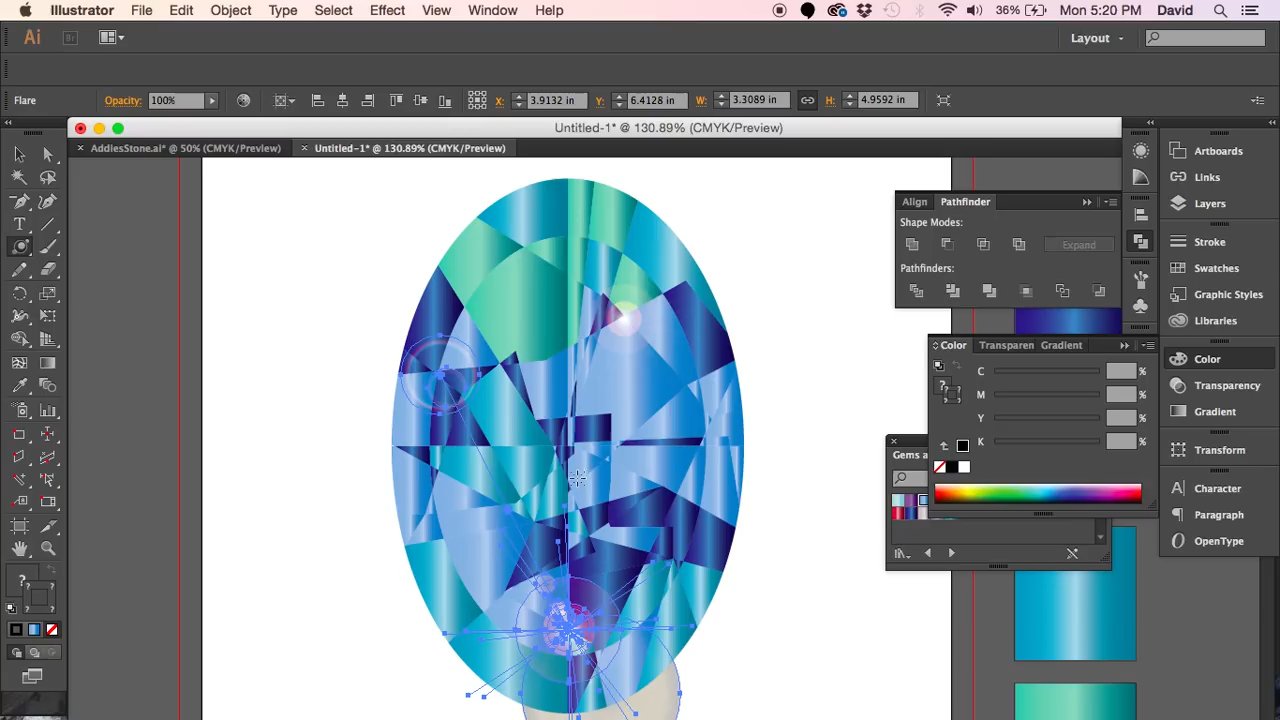 Illustrator File Edit Object Type Select Effect View Window Help 36% Mon 5:20 PM David
Ai Br Layout
Flare Opacity: 100% X: 3.9132 in Y: 6.4128 in W: 3.3089 in H: 4.9592 in
Untitled-1* @ 130.89% (CMYK/Preview)
× AddiesStone.ai* @ 50% (CMYK/Preview) × Untitled-1* @ 130.89% (CMYK/Preview)
Align Pathfinder
Shape Modes:
Expand
Pathfinders:
Color Transparen Gradient
C %
M %
Y %
K %
Gems a
Artboards
Links
Layers
Stroke
Swatches
Graphic Styles
Libraries
Color
Transparency
Gradient
Transform
Character
Paragraph
OpenType